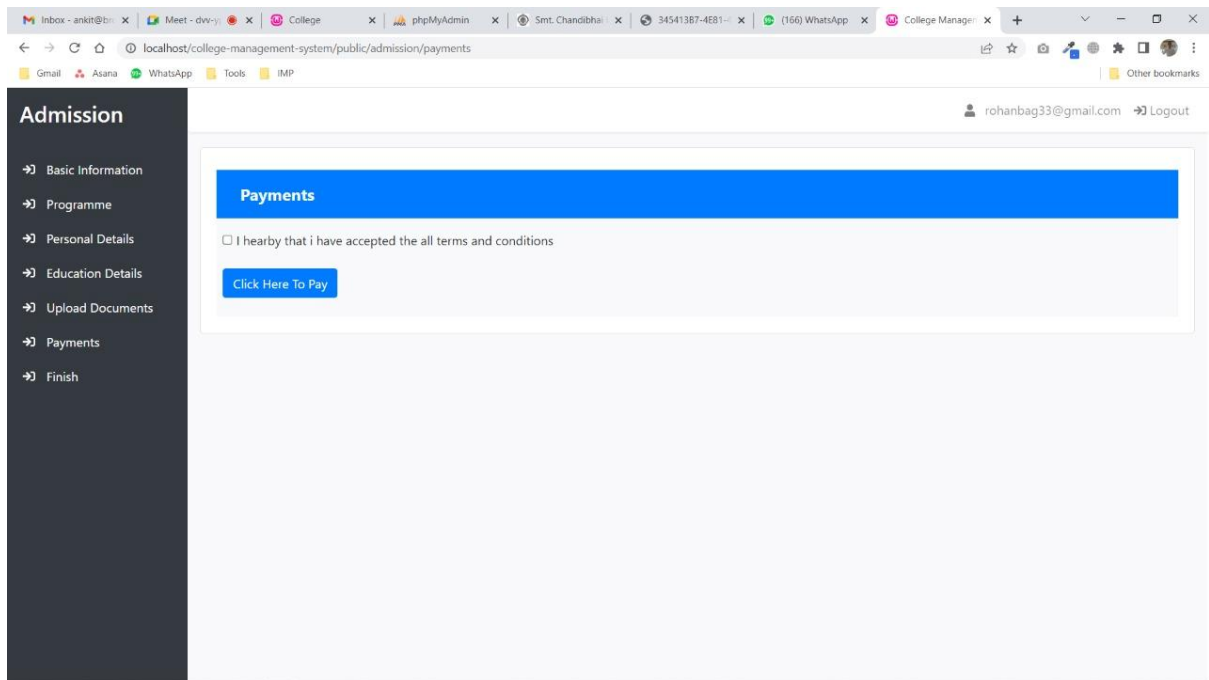 Inbox - ankit@br
Meet - dvv-y
College
phpMyAdmin
Smt. Chandibhai
345413B7-4E81-
(166) WhatsApp
College Manage
localhost/college-management-system/public/admission/payments
Gmail
Asana
WhatsApp
Tools
IMP
Other bookmarks
Admission
rohanbag33@gmail.com
Logout
Basic Information
Programme
Personal Details
Education Details
Upload Documents
Payments
Finish
Payments
I hearby that i have accepted the all terms and conditions
Click Here To Pay